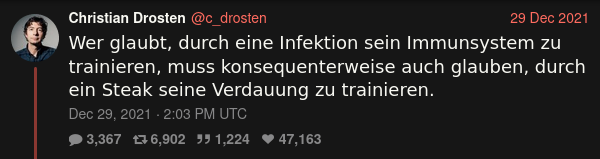 Christian Drosten @c_drosten 29 Dec 2021
Wer glaubt, durch eine Infektion sein Immunsystem zu
trainieren, muss konsequenterweise auch glauben, durch
ein Steak seine Verdauung zu trainieren.
Dec 29, 2021 · 2:03 PM UTC
3,367 6,902 1,224 47,163